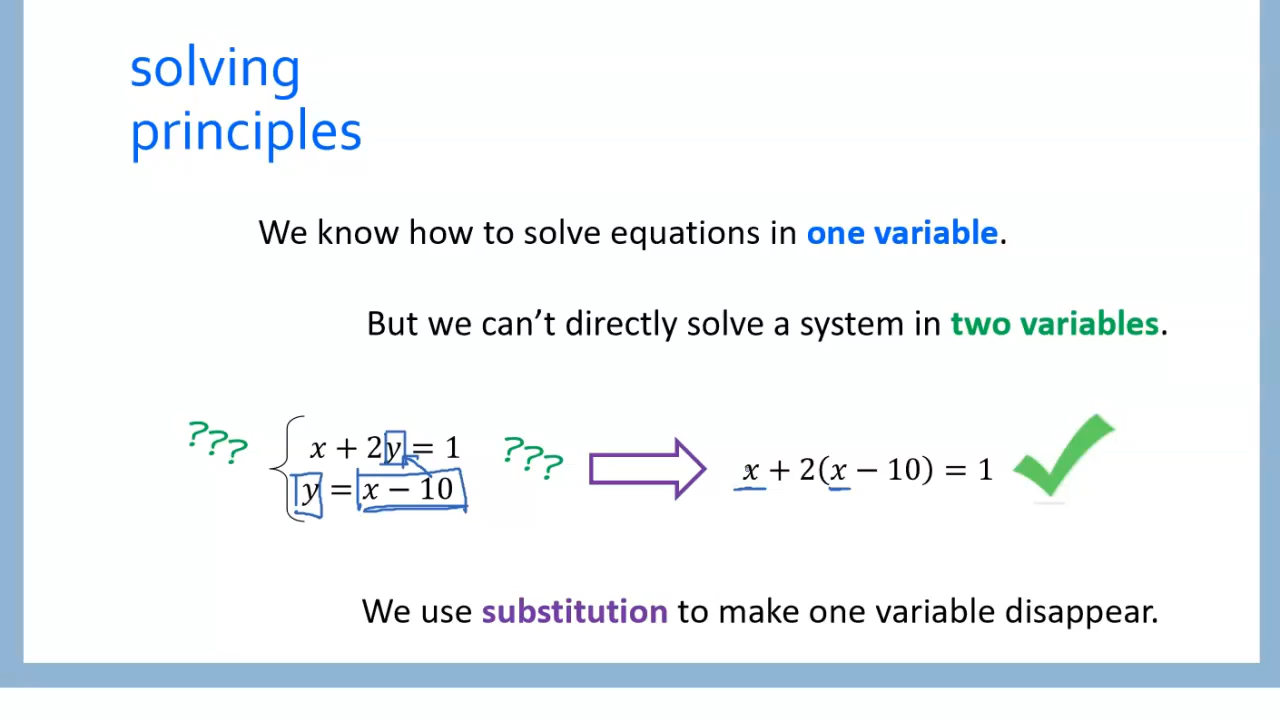 solving
principles
We know how to solve equations in one variable.
But we can't directly solve a system in two variables.
???
x + 2y = 1
y = x − 10
???
x + 2(x − 10) = 1
We use substitution to make one variable disappear.